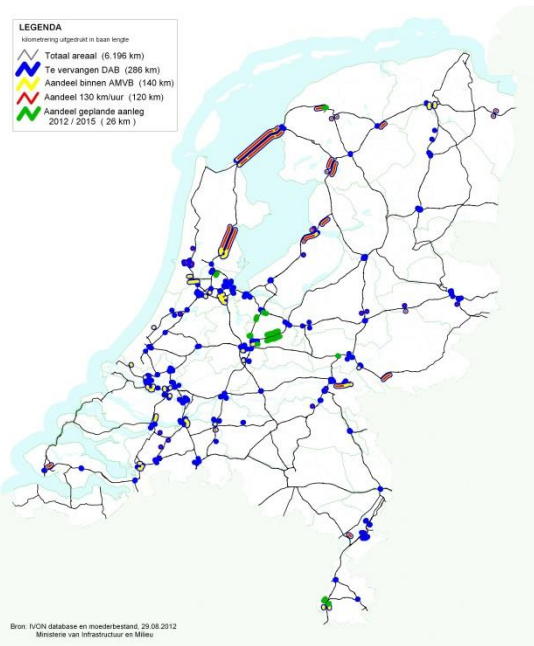 LEGENDA
kilometrering uitgedrukt in baan lengte
Totaal areaal (6.196 km)
Te vervangen DAB (286 km)
Aandeel binnen AMVB (140 km)
Aandeel 130 km/uur (120 km)
Aandeel geplande aanleg
2012 / 2015 ( 26 km )
Bron: IVON database en moederbestand, 29.08.2012
Ministerie van Infrastructuur en Milieu